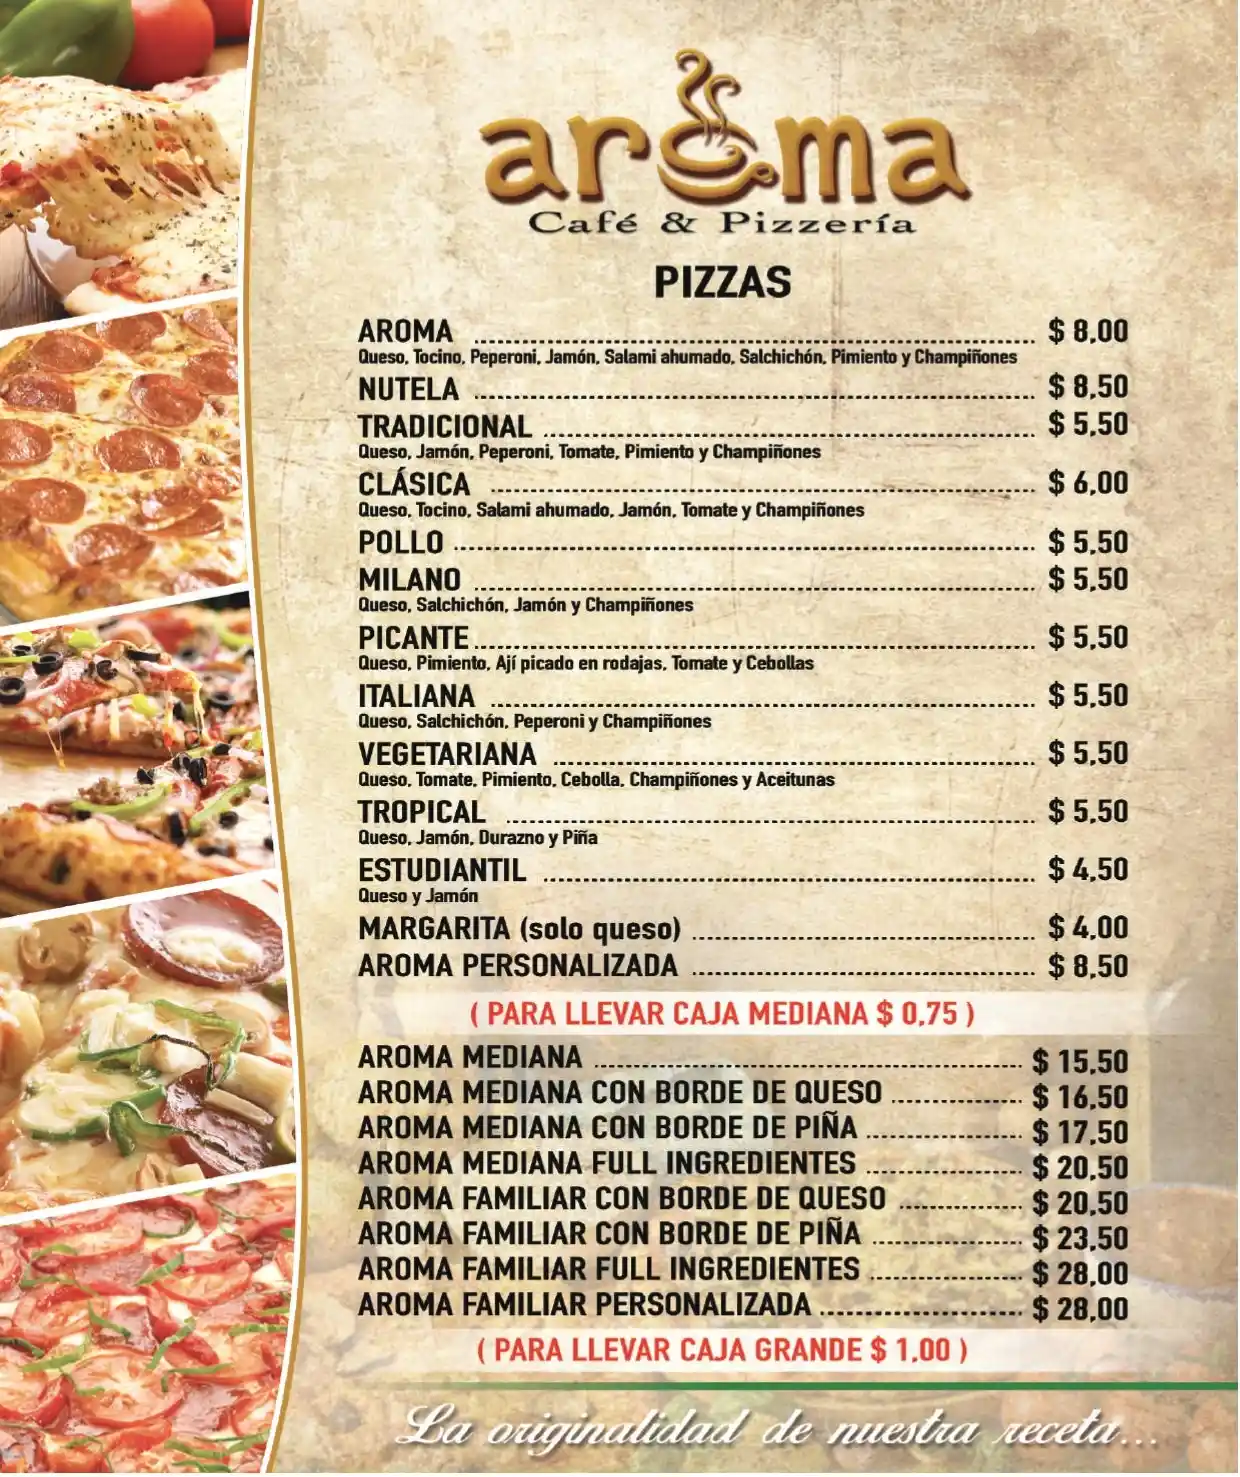 aroma
Café & Pizzería
PIZZAS
AROMA ........ $ 8,00
Queso, Tocino, Peperoni, Jamón, Salami ahumado, Salchichón, Pimiento y Champiñones
NUTELA ........ $ 8,50
TRADICIONAL ........ $ 5,50
Queso, Jamón, Peperoni, Tomate, Pimiento y Champiñones
CLÁSICA ........ $ 6,00
Queso, Tocino, Salami ahumado, Jamón, Tomate y Champiñones
POLLO ........ $ 5,50
MILANO ........ $ 5,50
Queso, Salchichón, Jamón y Champiñones
PICANTE ........ $ 5,50
Queso, Pimiento, Ají picado en rodajas, Tomate y Cebollas
ITALIANA ........ $ 5,50
Queso, Salchichón, Peperoni y Champiñones
VEGETARIANA ........ $ 5,50
Queso, Tomate, Pimiento, Cebolla, Champiñones y Aceitunas
TROPICAL ........ $ 5,50
Queso, Jamón, Durazno y Piña
ESTUDIANTIL ........ $ 4,50
Queso y Jamón
MARGARITA (solo queso) ........ $ 4,00
AROMA PERSONALIZADA ........ $ 8,50
( PARA LLEVAR CAJA MEDIANA $ 0,75 )
AROMA MEDIANA ........ $ 15,50
AROMA MEDIANA CON BORDE DE QUESO ........ $ 16,50
AROMA MEDIANA CON BORDE DE PIÑA ........ $ 17,50
AROMA MEDIANA FULL INGREDIENTES ........ $ 20,50
AROMA FAMILIAR CON BORDE DE QUESO ........ $ 20,50
AROMA FAMILIAR CON BORDE DE PIÑA ........ $ 23,50
AROMA FAMILIAR FULL INGREDIENTES ........ $ 28,00
AROMA FAMILIAR PERSONALIZADA ........ $ 28,00
( PARA LLEVAR CAJA GRANDE $ 1,00 )
La originalidad de nuestra receta...